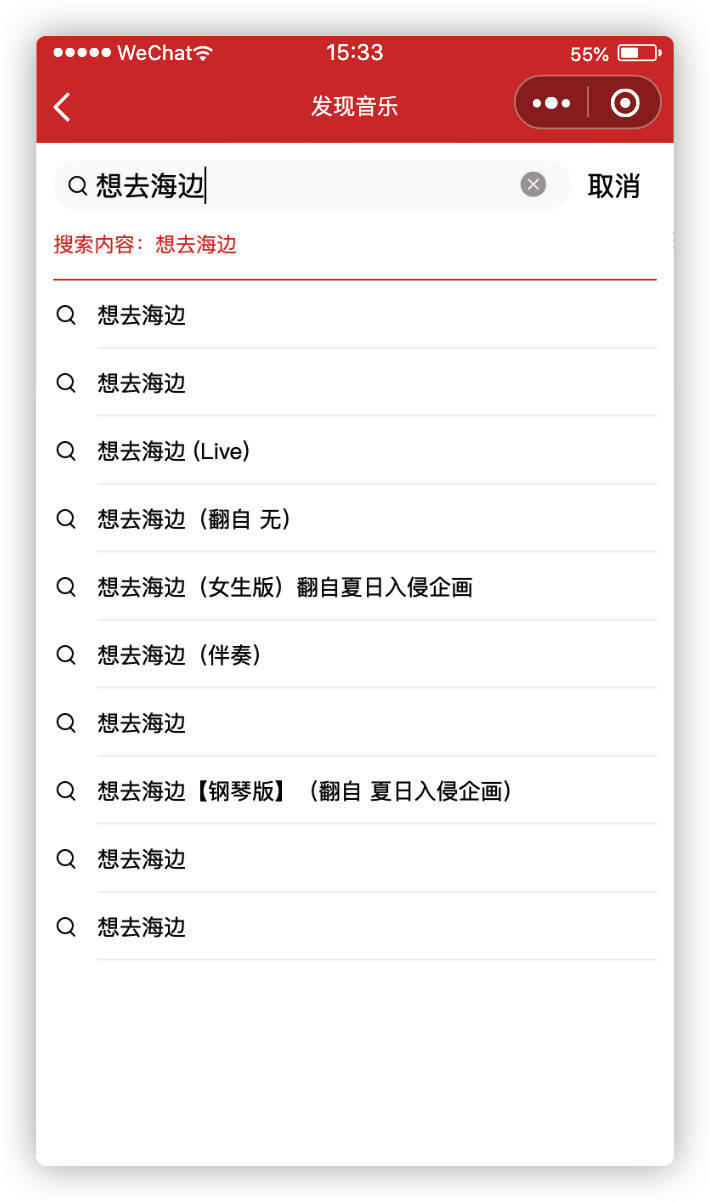 WeChat 15:33 55%
发现音乐
想去海边 取消
搜索内容：想去海边
想去海边
想去海边
想去海边 (Live)
想去海边（翻自 无）
想去海边（女生版）翻自夏日入侵企画
想去海边（伴奏）
想去海边
想去海边【钢琴版】（翻自 夏日入侵企画）
想去海边
想去海边